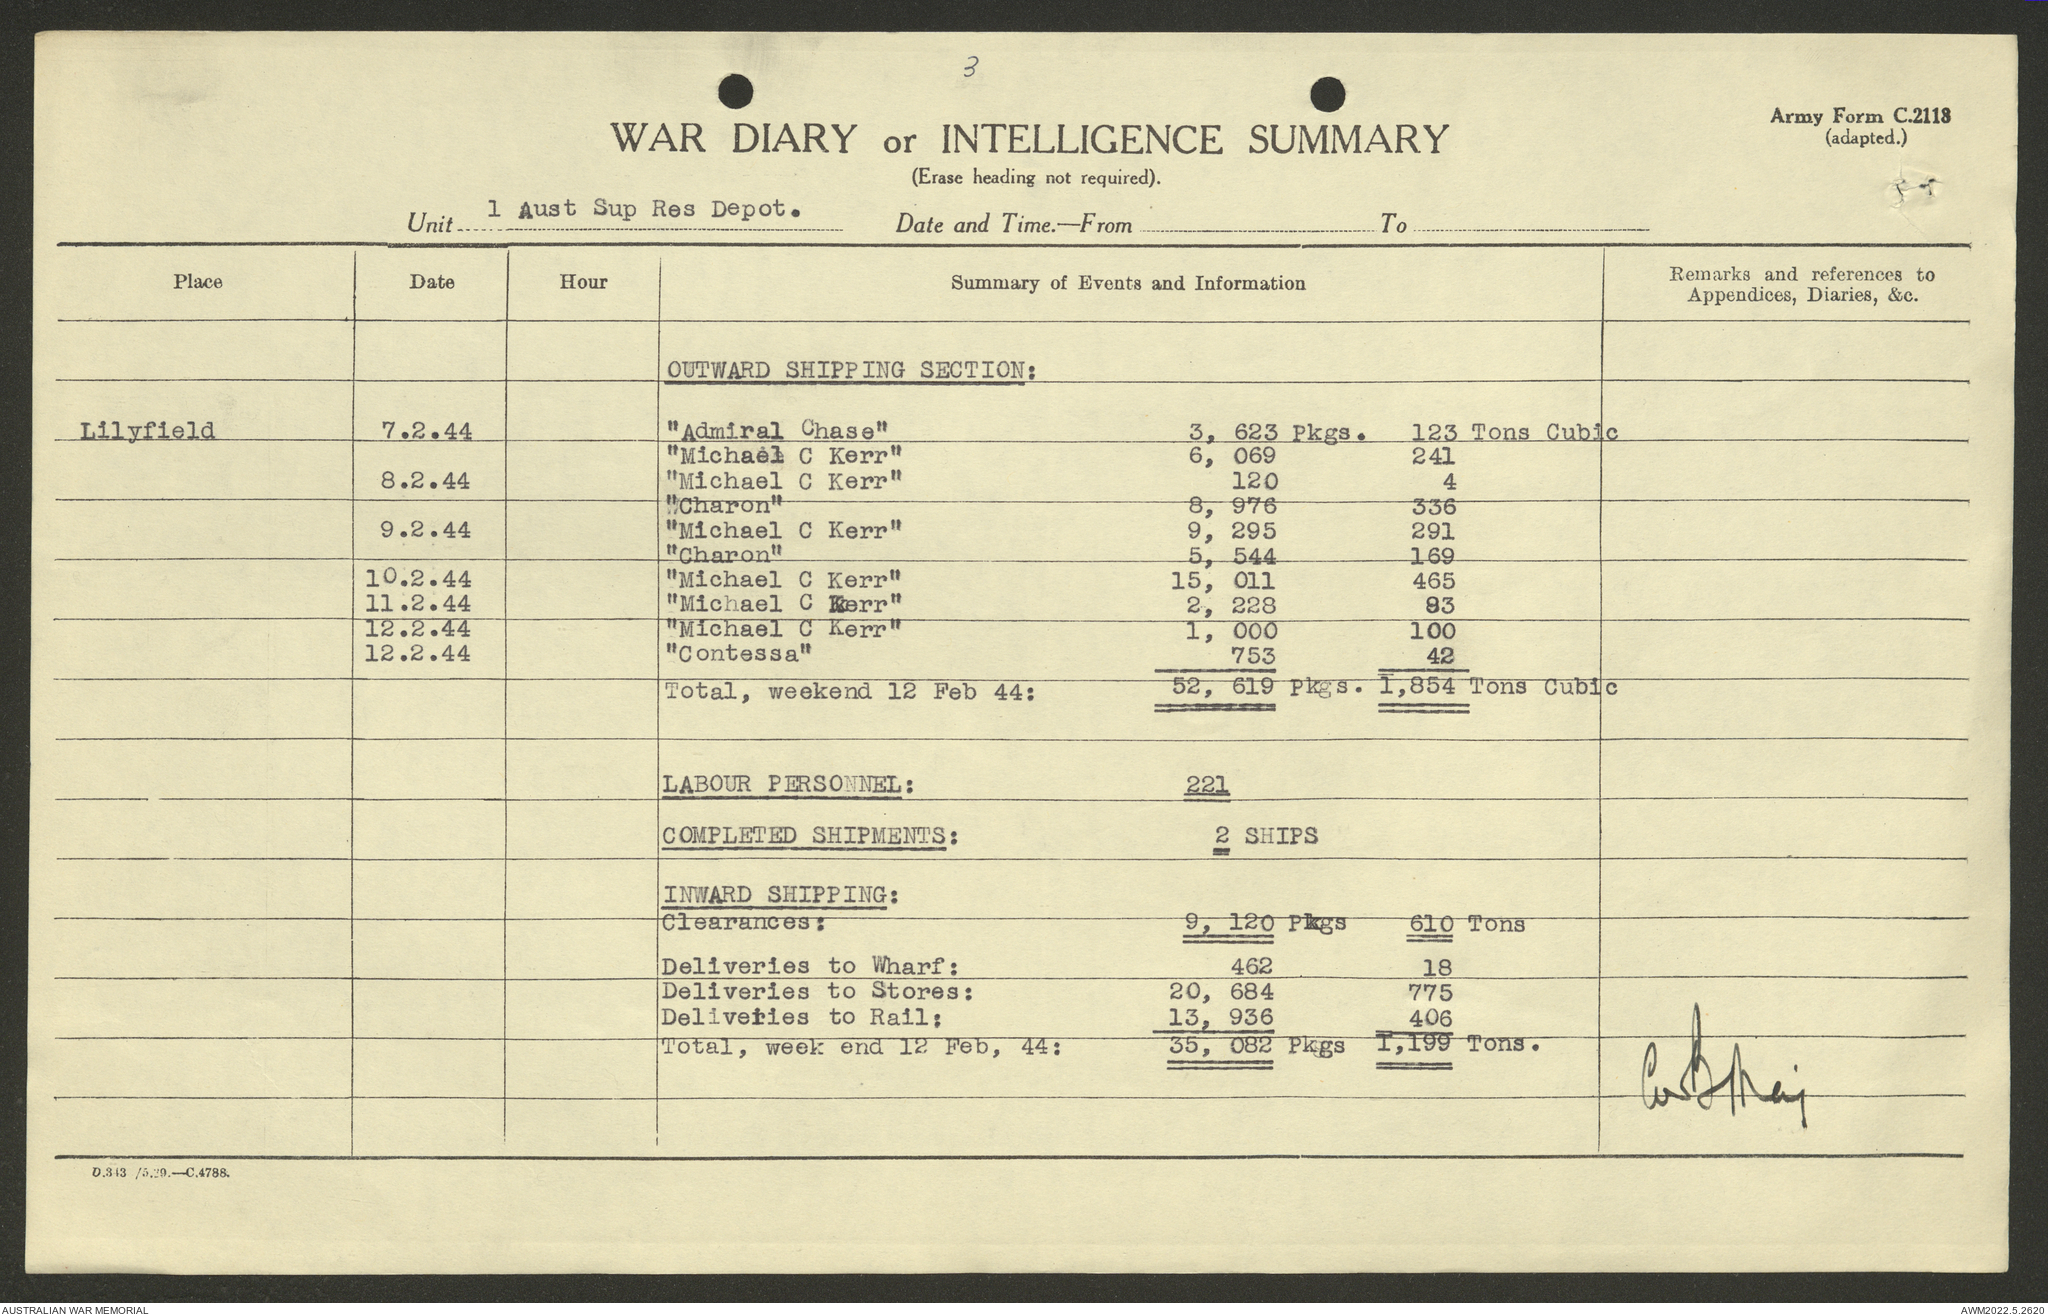 3
Army Form C.2118
(adapted.)
WAR DIARY or INTELLIGENCE SUMMARY
(Erase heading not required).
Unit 1 Aust Sup Res Depot. Date and Time.—From To
Place Date Hour Summary of Events and Information Remarks and references to
Appendices, Diaries, &c.
OUTWARD SHIPPING SECTION:
Lilyfield 7.2.44 "Admiral Chase" 3, 623 Pkgs. 123 Tons Cubic
"Michael C Kerr" 6, 069 241
8.2.44 "Michael C Kerr" 120 4
"Charon" 8, 976 336
9.2.44 "Michael C Kerr" 9, 295 291
"Charon" 5, 544 169
10.2.44 "Michael C Kerr" 15, 011 465
11.2.44 "Michael C Kerr" 2, 228 83
12.2.44 "Michael C Kerr" 1, 000 100
12.2.44 "Contessa" 753 42
Total, weekend 12 Feb 44: 52, 619 Pkgs. 1,854 Tons Cubic
LABOUR PERSONNEL: 221
COMPLETED SHIPMENTS: 2 SHIPS
INWARD SHIPPING:
Clearances: 9, 120 Pkgs 610 Tons
Deliveries to Wharf: 462 18
Deliveries to Stores: 20, 684 775
Deliveries to Rail: 13, 936 406
Total, week end 12 Feb, 44: 35, 082 Pkgs 1,199 Tons.
D.343 /5.39.—C.4788.
AUSTRALIAN WAR MEMORIAL AWM2022.5.2620